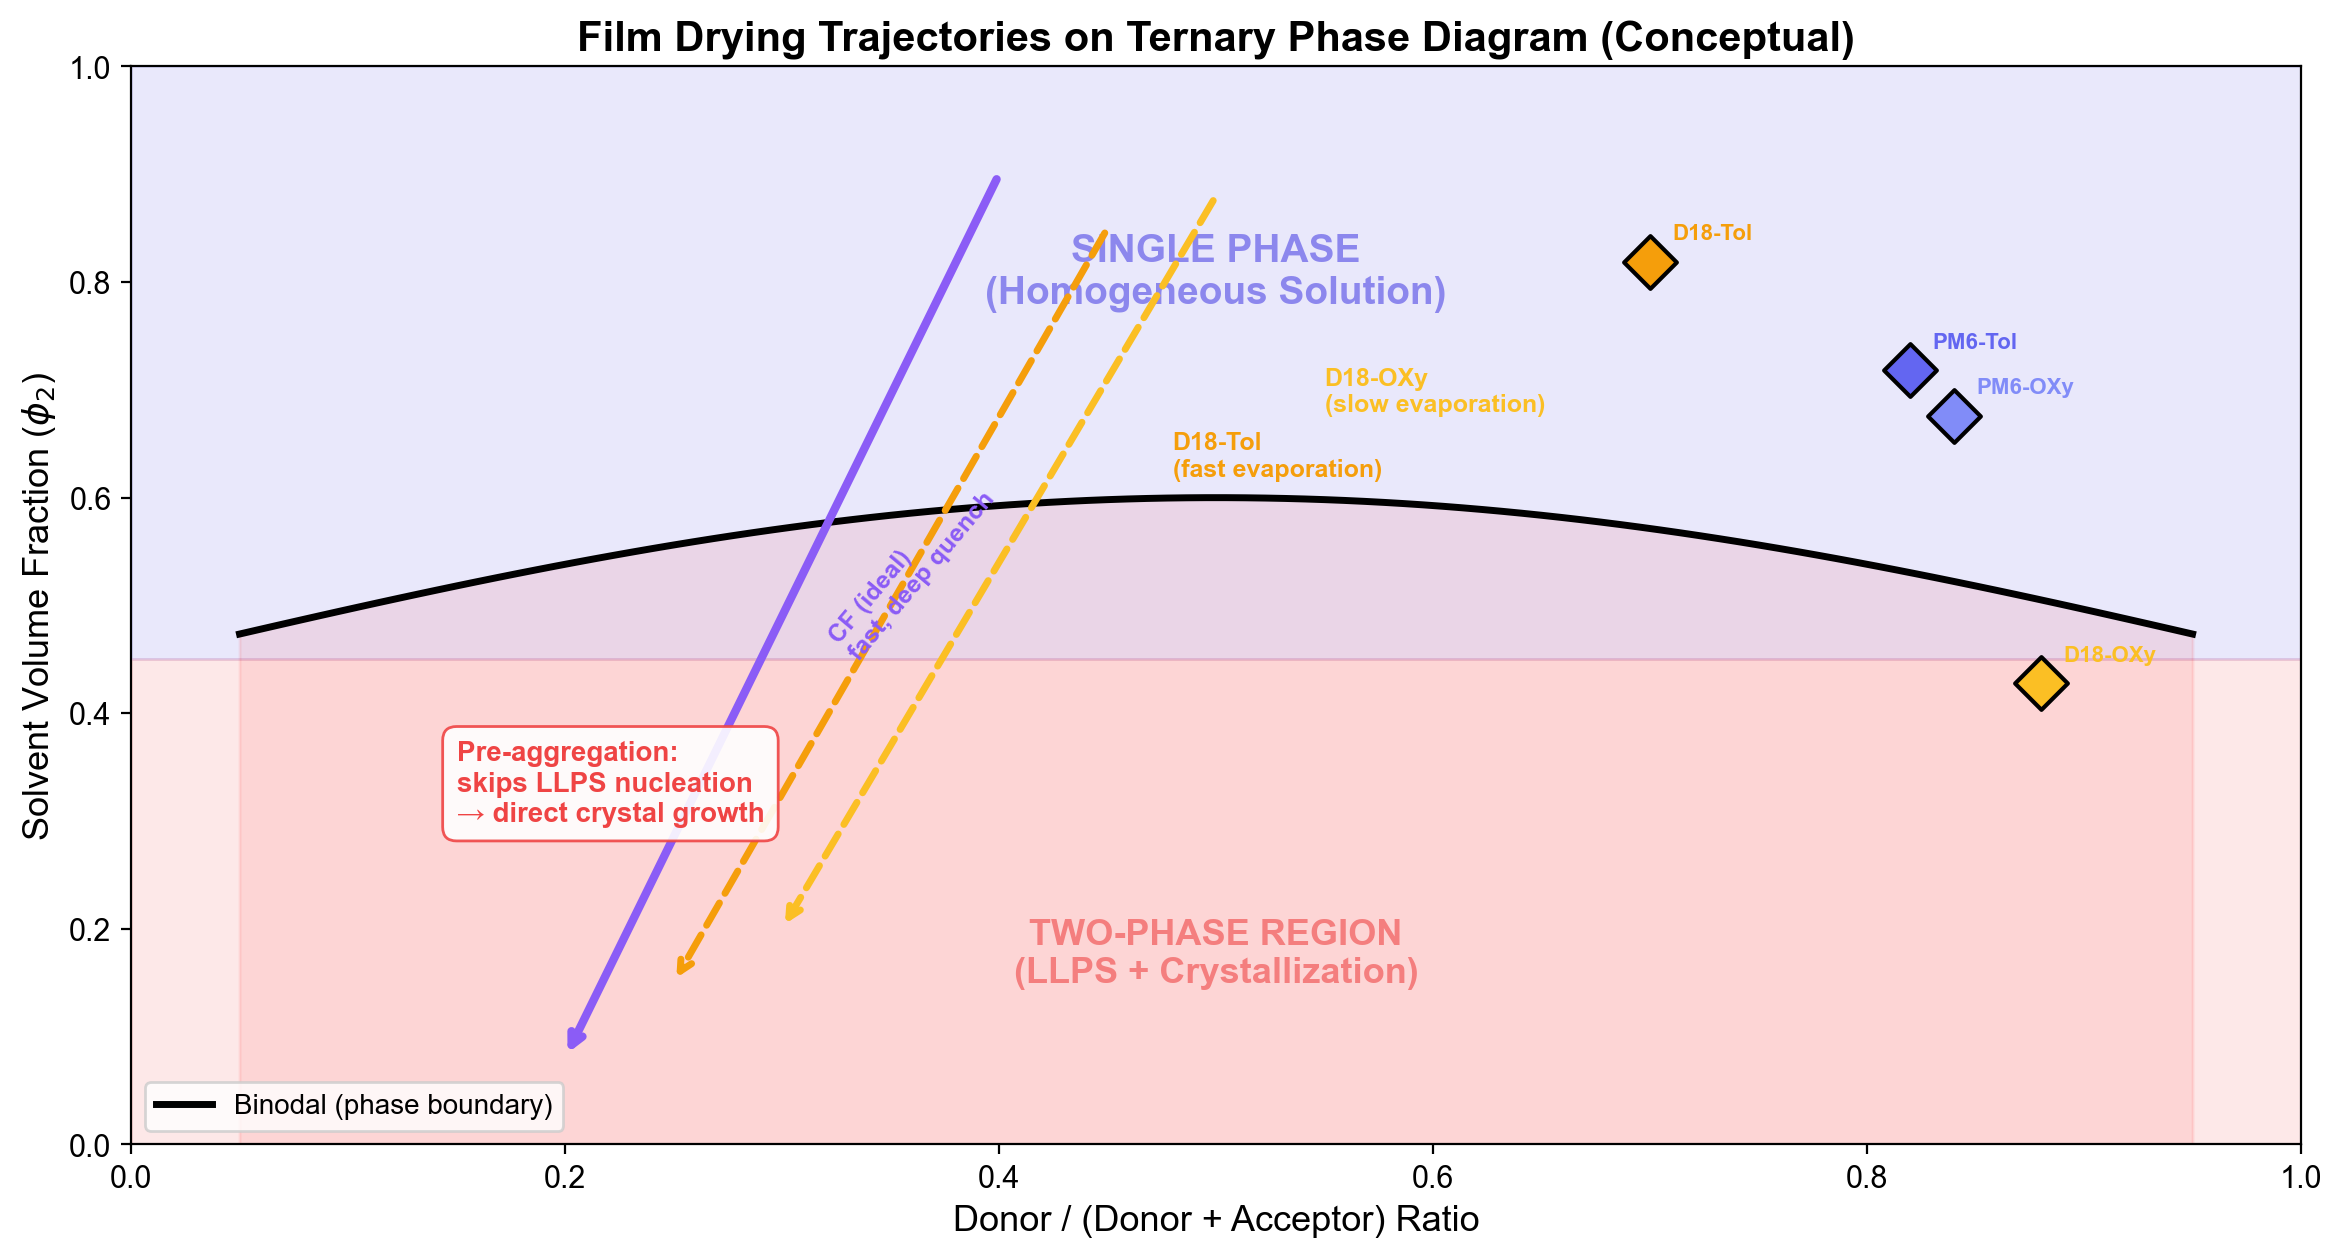 Film Drying Trajectories on Ternary Phase Diagram (Conceptual)
Solvent Volume Fraction (ϕ₂)
1.0
0.8
0.6
0.4
0.2
0.0
SINGLE PHASE
(Homogeneous Solution)
D18-Tol
PM6-Tol
PM6-OXy
D18-OXy
(slow evaporation)
D18-Tol
(fast evaporation)
CF (ideal)
fast, deep quench
D18-OXy
Pre-aggregation:
skips LLPS nucleation
→ direct crystal growth
TWO-PHASE REGION
(LLPS + Crystallization)
Binodal (phase boundary)
0.0
0.2
0.4
0.6
0.8
1.0
Donor / (Donor + Acceptor) Ratio